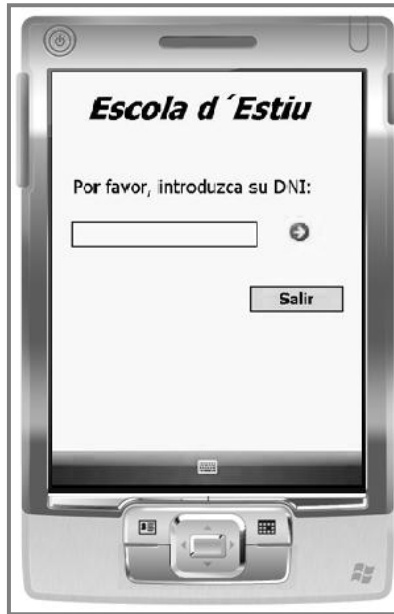 Escola d´Estiu
Por favor, introduzca su DNI:
Salir